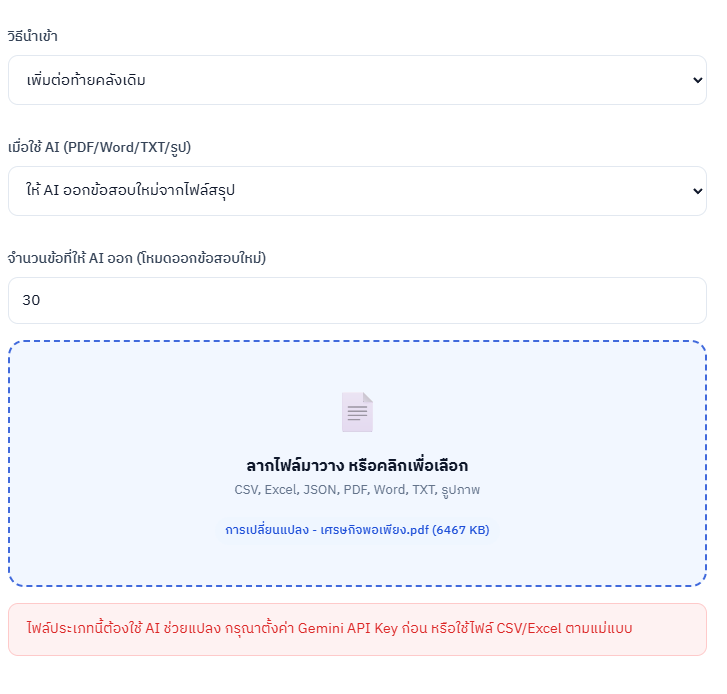 วิธีนำเข้า
เพิ่มต่อท้ายคลังเดิม
เมื่อใช้ AI (PDF/Word/TXT/รูป)
ให้ AI ออกข้อสอบใหม่จากไฟล์สรุป
จำนวนข้อที่ให้ AI ออก (โหมดออกข้อสอบใหม่)
30
ลากไฟล์มาวาง หรือคลิกเพื่อเลือก
CSV, Excel, JSON, PDF, Word, TXT, รูปภาพ
การเปลี่ยนแปลง - เศรษกิจพอเพียง.pdf (6467 KB)
ไฟล์ประเภทนี้ต้องใช้ AI ช่วยแปลง กรุณาตั้งค่า Gemini API Key ก่อน หรือใช้ไฟล์ CSV/Excel ตามแม่แบบ